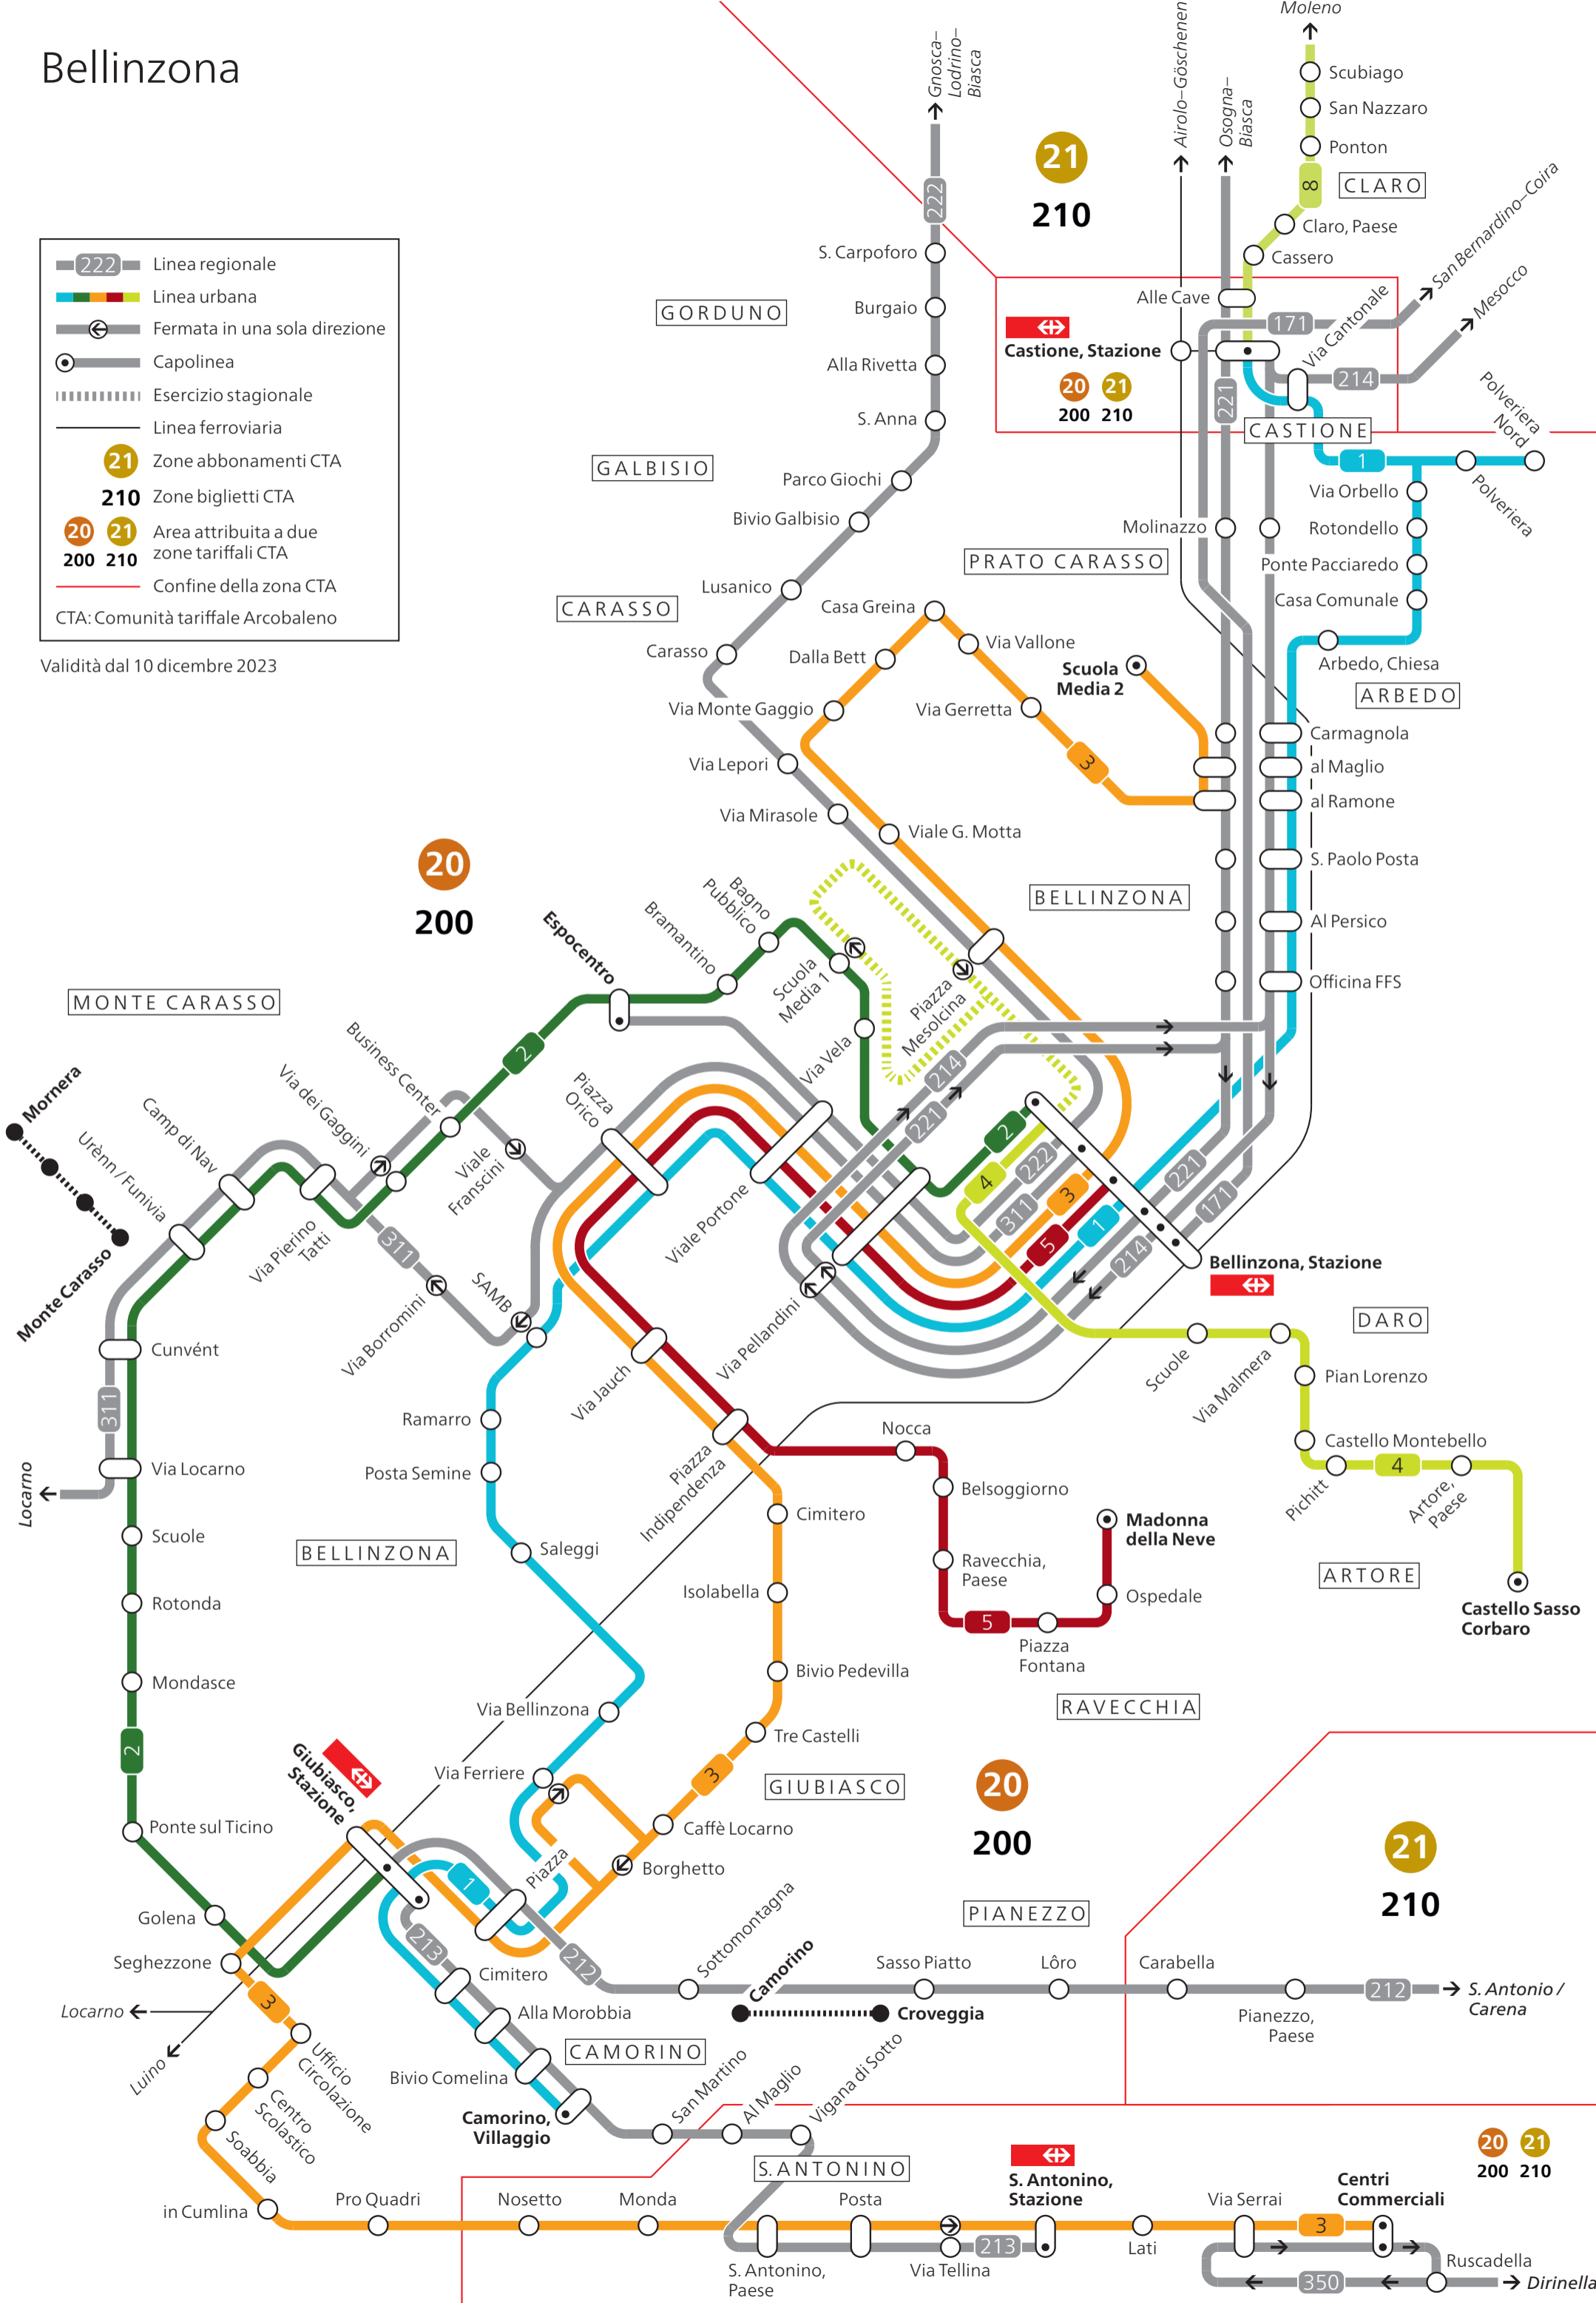 Bellinzona
222
Linea regionale
Linea urbana
Fermata in una sola direzione
Capolinea
Esercizio stagionale
Linea ferroviaria
21
Zone abbonamenti CTA
210
Zone biglietti CTA
20
21
200
210
Area attribuita a due
zone tariffali CTA
Confine della zona CTA
CTA: Comunità tariffale Arcobaleno
Validità dal 10 dicembre 2023
Gnosca–
Lodrino–
Biasca
222
S. Carpoforo
Burgaio
Alla Rivetta
S. Anna
Parco Giochi
Bivio Galbisio
Lusanico
Carasso
Via Lepori
Via Mirasole
GORDUNO
GALBISIO
CARASSO
21
210
Airolo–Göschenen
Osogna–
Biasca
Moleno
Scubiago
San Nazzaro
Ponton
8
CLARO
Claro, Paese
Cassero
Alle Cave
Castione, Stazione
20
21
200
210
171
San Bernardino–Coira
Via Cantonale
214
Mesocco
221
CASTIONE
1
Polveriera
Nord
Polveriera
Via Orbello
Molinazzo
Rotondello
Ponte Pacciaredo
Casa Comunale
Arbedo, Chiesa
ARBEDO
PRATO CARASSO
Casa Greina
Via Vallone
Dalla Bett
Via Monte Gaggio
Via Gerretta
Scuola
Media 2
3
Viale G. Motta
Carmagnola
al Maglio
al Ramone
S. Paolo Posta
Al Persico
Officina FFS
BELLINZONA
20
200
Espocentro
Bramantino
Bagno
Pubblico
Scuola
Media 1
Piazza
Mesolcina
Via Vela
2
Business Center
Via dei Gaggini
Viale
Franscini
Piazza
Orico
MONTE CARASSO
Mornera
Monte Carasso
Camp di Nav
Urènn / Funivia
Via Pierino
Tatti
311
SAMB
Via Borromini
Viale Portone
Via Pellandini
214
221
2
4
222
311
3
5
1
221
171
214
Bellinzona, Stazione
DARO
Scuole
Via Malmera
Pian Lorenzo
Castello Montebello
Pichitt
4
Artore,
Paese
ARTORE
Castello Sasso
Corbaro
Cunvént
311
Via Locarno
Locarno
Scuole
Rotonda
Mondasce
2
Ponte sul Ticino
Golena
Ramarro
Posta Semine
Saleggi
BELLINZONA
Via Jauch
Piazza
Indipendenza
Nocca
Belsoggiorno
Ravecchia,
Paese
5
Piazza
Fontana
Ospedale
Madonna
della Neve
RAVECCHIA
Cimitero
Isolabella
Bivio Pedevilla
Tre Castelli
3
GIUBIASCO
Caffè Locarno
Borghetto
Via Bellinzona
Via Ferriere
Piazza
Giubiasco,
Stazione
1
213
212
Seghezzone
3
Locarno
Luino
Ufficio
Circolazione
Centro
Scolastico
Soabbia
in Cumlina
20
200
21
210
PIANEZZO
Sottomontagna
Sasso Piatto
Lôro
Carabella
Pianezzo,
Paese
212
S. Antonio /
Carena
Camorino
Croveggia
Cimitero
Alla Morobbia
CAMORINO
Bivio Comelina
Camorino,
Villaggio
San Martino
Al Maglio
Vigana di Sotto
S. ANTONINO
20
21
200
210
Pro Quadri
Nosetto
Monda
S. Antonino,
Paese
Posta
Via Tellina
213
S. Antonino,
Stazione
Lati
Via Serrai
3
Centri
Commerciali
350
Ruscadella
Dirinella